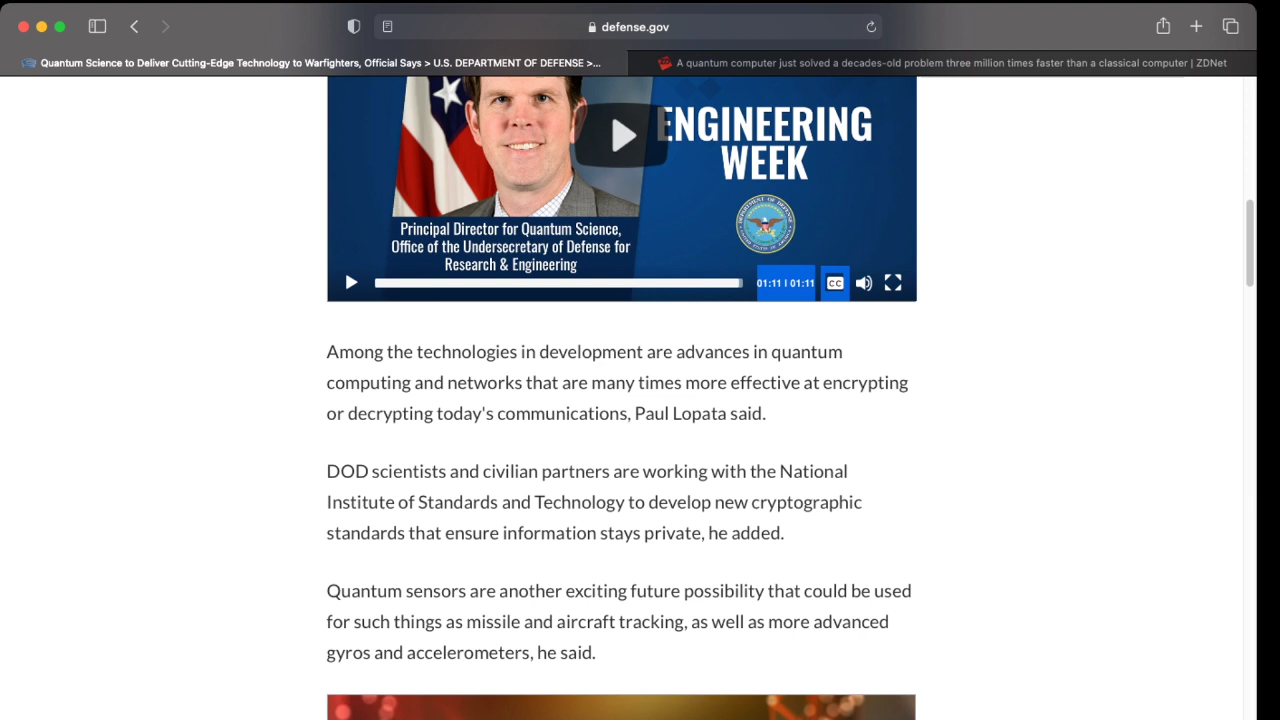 defense.gov
Quantum Science to Deliver Cutting-Edge Technology to Warfighters, Official Says > U.S. DEPARTMENT OF DEFENSE >...
A quantum computer just solved a decades-old problem three million times faster than a classical computer | ZDNet
ENGINEERING
WEEK
Principal Director for Quantum Science,
Office of the Undersecretary of Defense for
Research & Engineering
01:11 | 01:11
CC
Among the technologies in development are advances in quantum
computing and networks that are many times more effective at encrypting
or decrypting today's communications, Paul Lopata said.
DOD scientists and civilian partners are working with the National
Institute of Standards and Technology to develop new cryptographic
standards that ensure information stays private, he added.
Quantum sensors are another exciting future possibility that could be used
for such things as missile and aircraft tracking, as well as more advanced
gyros and accelerometers, he said.